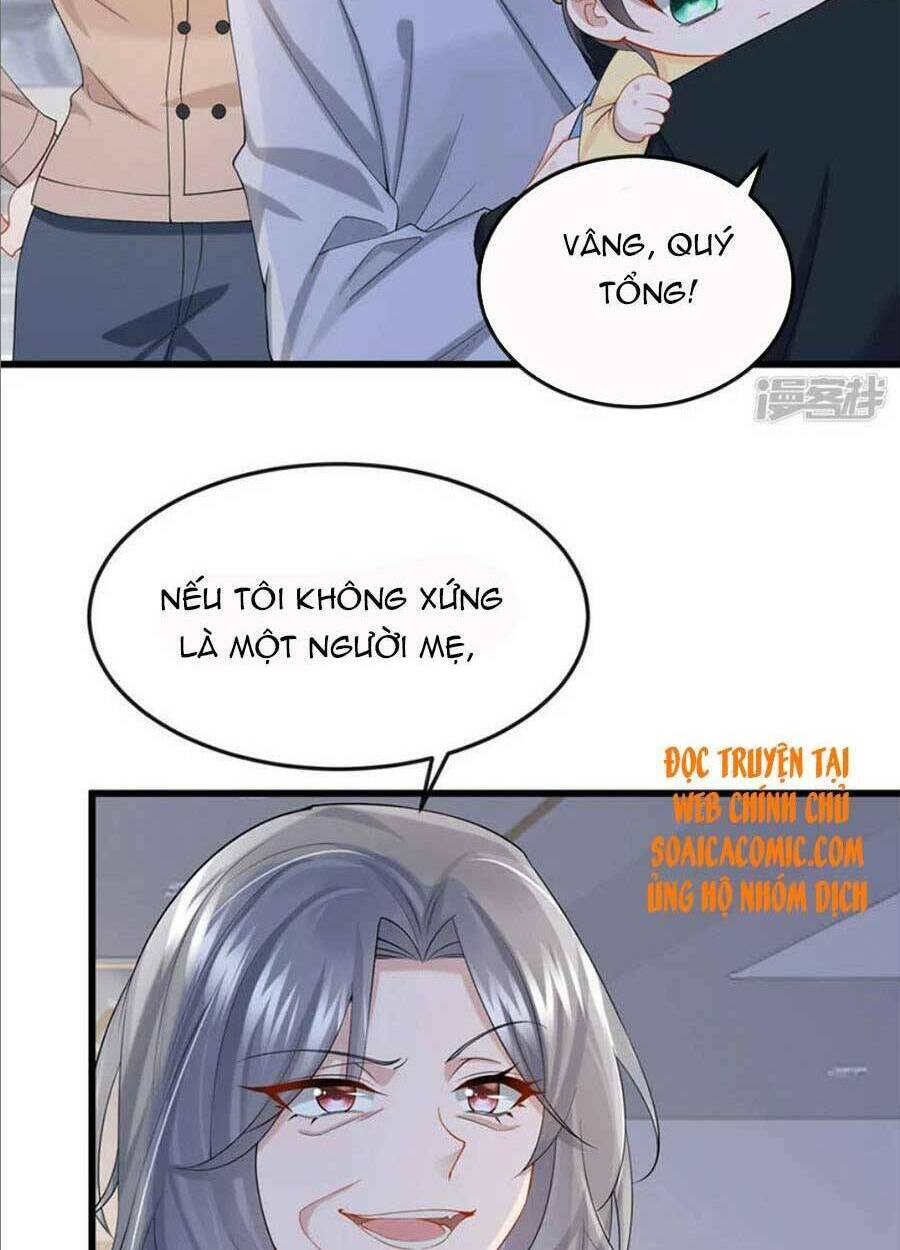 VÂNG, QUÝ
TỔNG!
漫客栈
NẾU TÔI KHÔNG XỨNG
LÀ MỘT NGƯỜI MẸ,
ĐỌC TRUYỆN TẠI
WEB CHÍNH CHỦ
SOAICACOMIC.COM
ỦNG HỘ NHÓM DỊCH